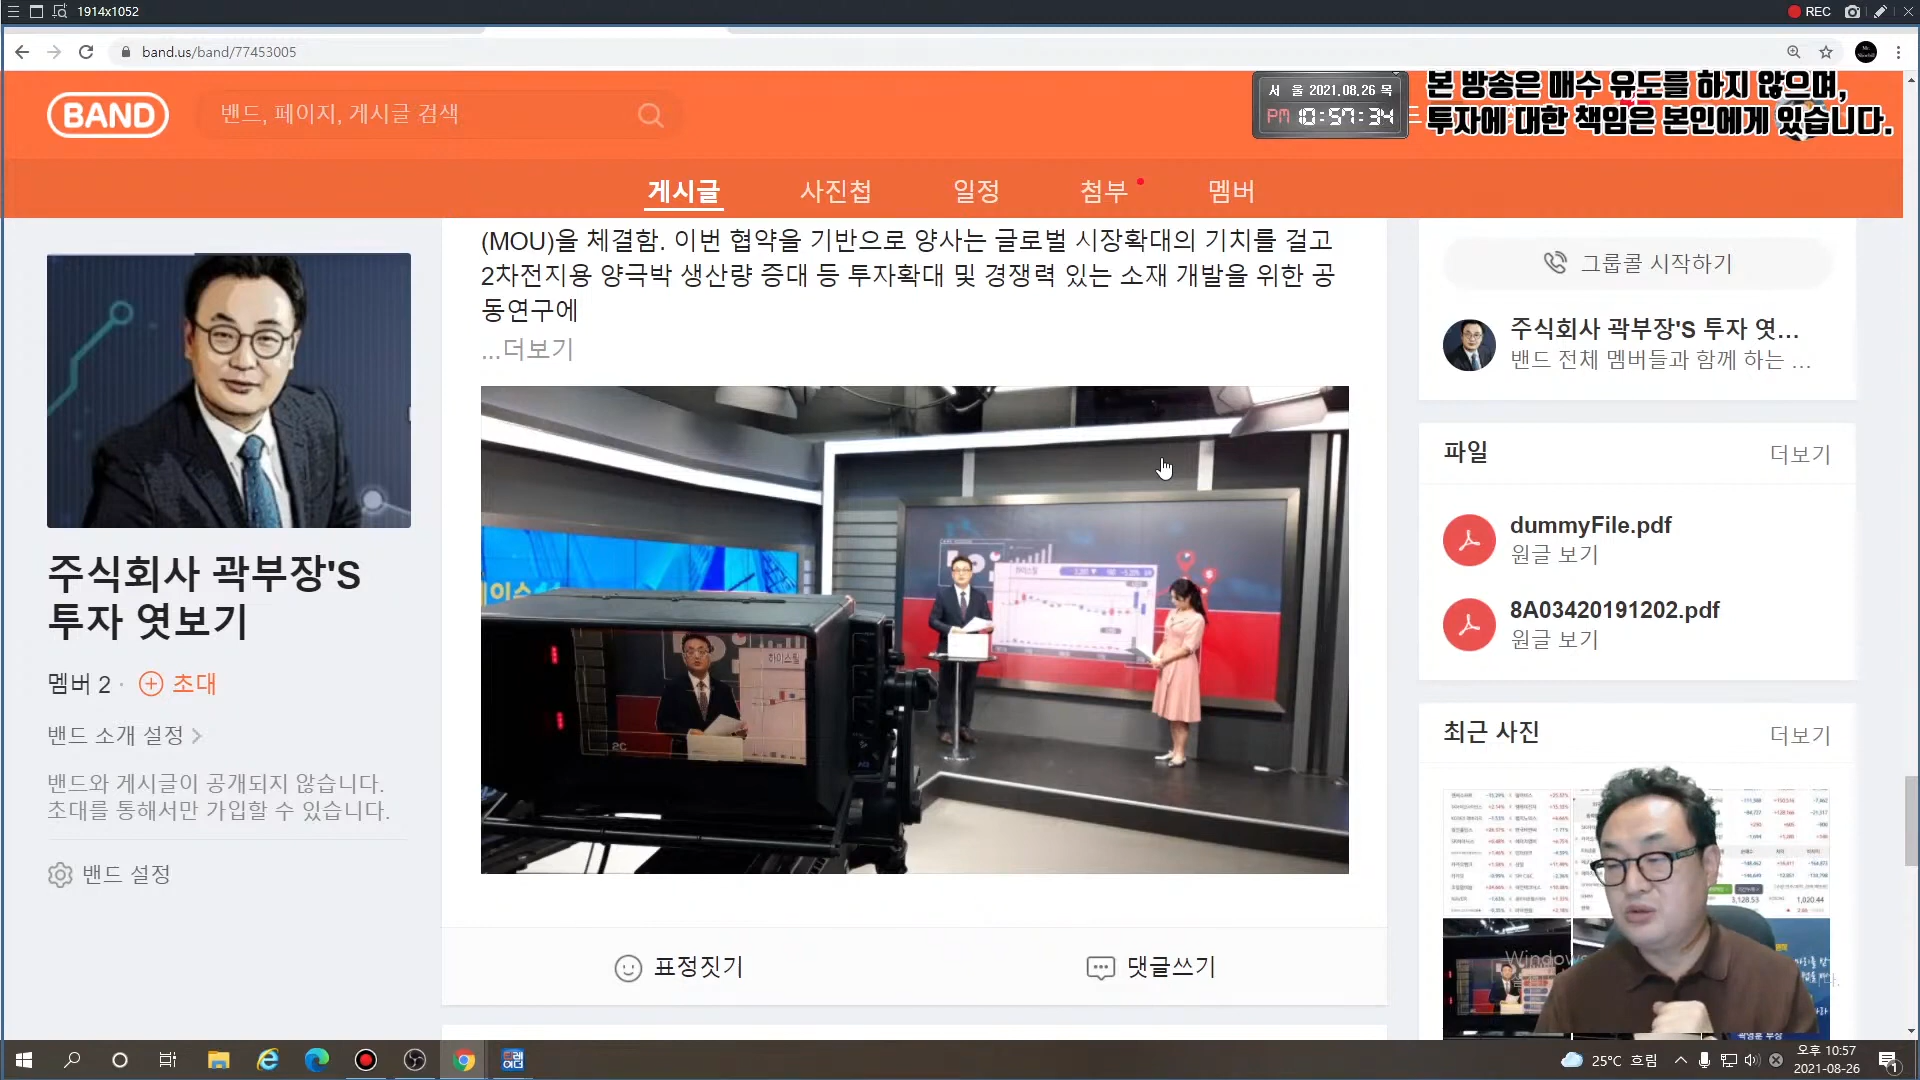 1914x1052
REC
band.us/band/77453005
BAND
밴드, 페이지, 게시글 검색
서 울 2021.08.26 목
PM 10:57:34
본 방송은 매수 유도를 하지 않으며,
투자에 대한 책임은 본인에게 있습니다.
게시글
사진첩
일정
첨부
멤버
주식회사 곽부장'S
투자 엿보기
멤버 2 ·
초대
밴드 소개 설정
밴드와 게시글이 공개되지 않습니다.
초대를 통해서만 가입할 수 있습니다.
밴드 설정
(MOU)을 체결함. 이번 협약을 기반으로 양사는 글로벌 시장확대의 기치를 걸고
2차전지용 양극박 생산량 증대 등 투자확대 및 경쟁력 있는 소재 개발을 위한 공
동연구에
...더보기
하이스틸
표정짓기
댓글쓰기
그룹콜 시작하기
주식회사 곽부장'S 투자 엿...
밴드 전체 멤버들과 함께 하는 ...
파일
더보기
dummyFile.pdf
원글 보기
8A03420191202.pdf
원글 보기
최근 사진
더보기
3,128.53
1,020.44
Windows
25°C 흐림
오후 10:57
2021-08-26
1